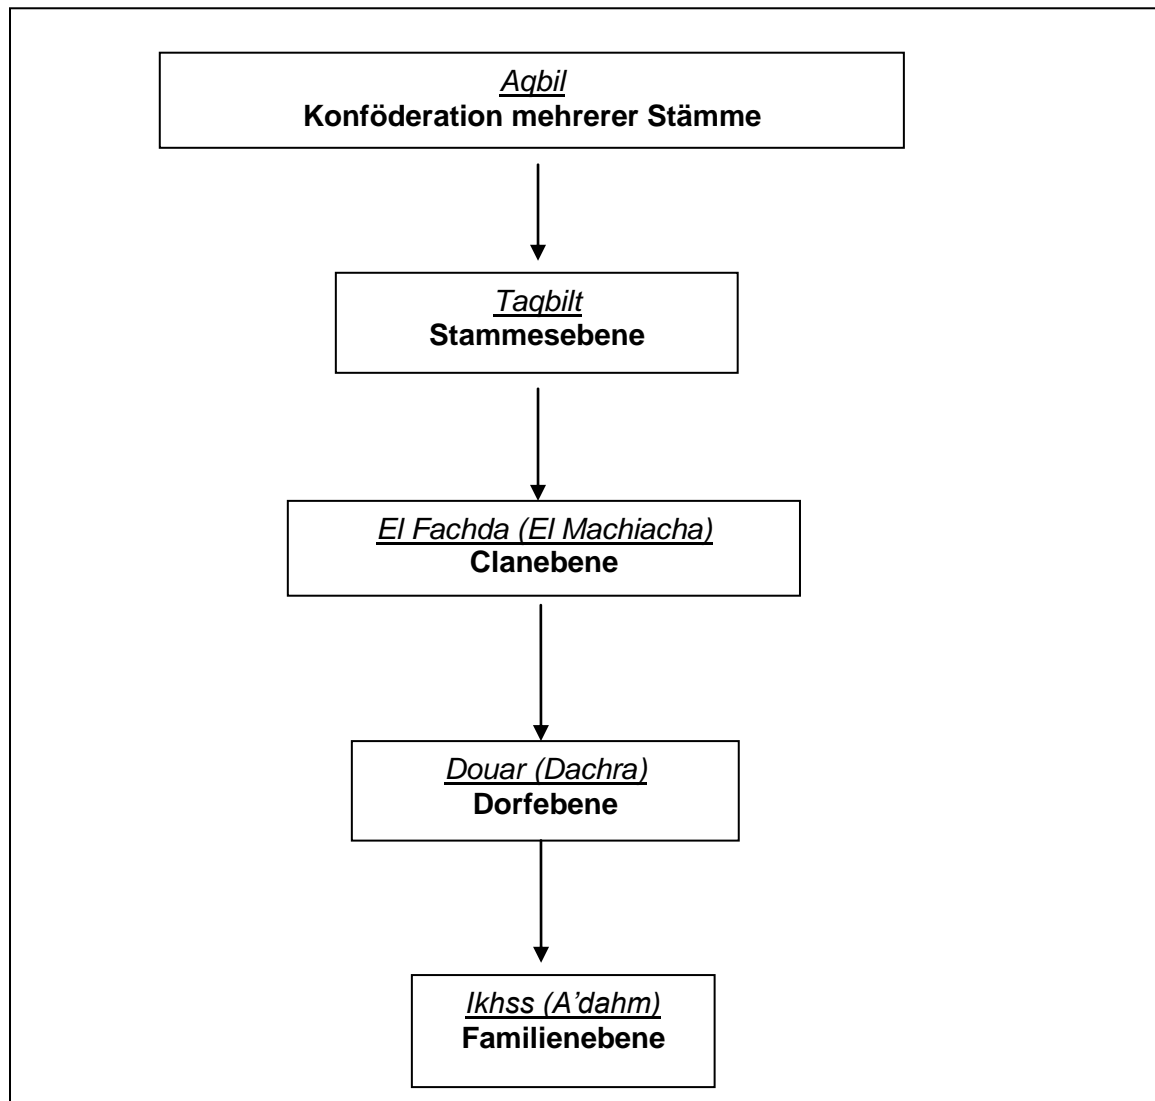 Aqbil
Konföderation mehrerer Stämme
Taqbilt
Stammesebene
El Fachda (El Machiacha)
Clanebene
Douar (Dachra)
Dorfebene
Ikhss (A’dahm)
Familienebene